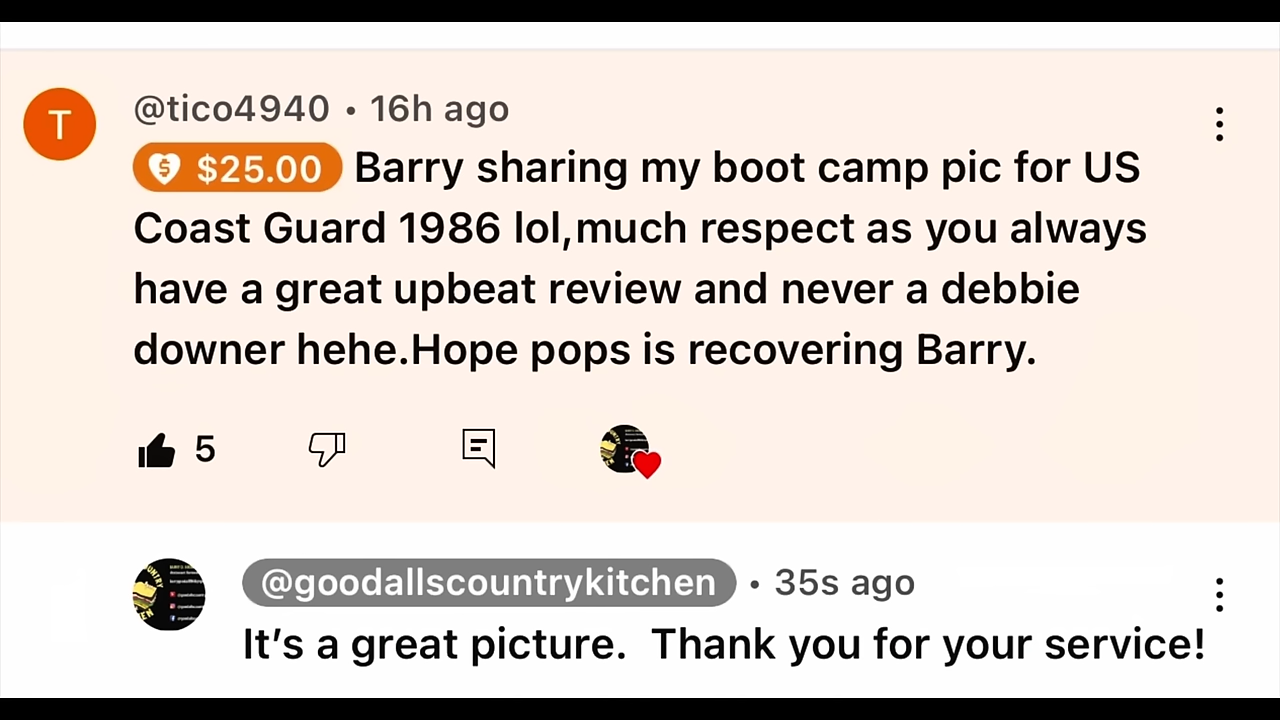 T
@tico4940 • 16h ago
$25.00 Barry sharing my boot camp pic for US
Coast Guard 1986 lol,much respect as you always
have a great upbeat review and never a debbie
downer hehe.Hope pops is recovering Barry.
5
@goodallscountrykitchen • 35s ago
It’s a great picture.  Thank you for your service!